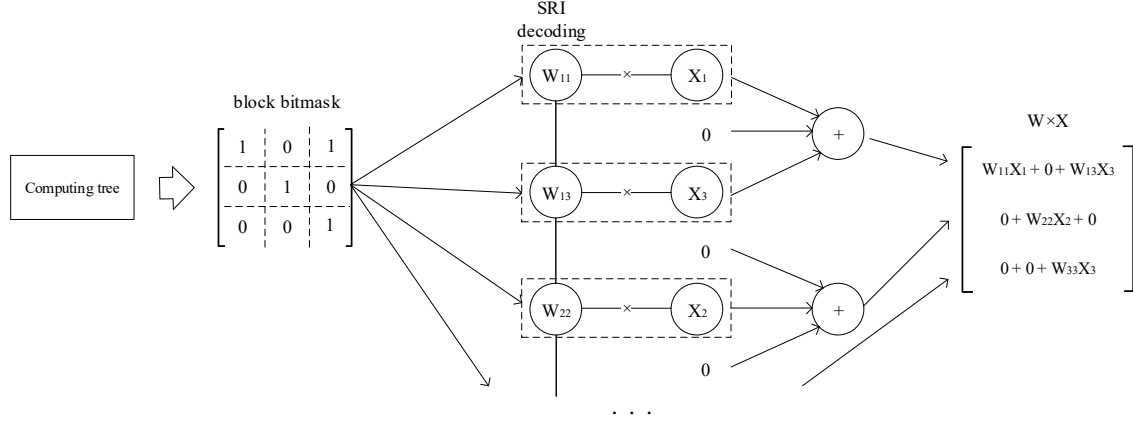 SRI
decoding
block bitmask
Computing tree
1 0 1
0 1 0
0 0 1
W₁₁ × X₁
0
W₁₃ × X₃
0
W₂₂ × X₂
0
+
+
. . .
W×X
W₁₁X₁ + 0 + W₁₃X₃
0 + W₂₂X₂ + 0
0 + 0 + W₃₃X₃